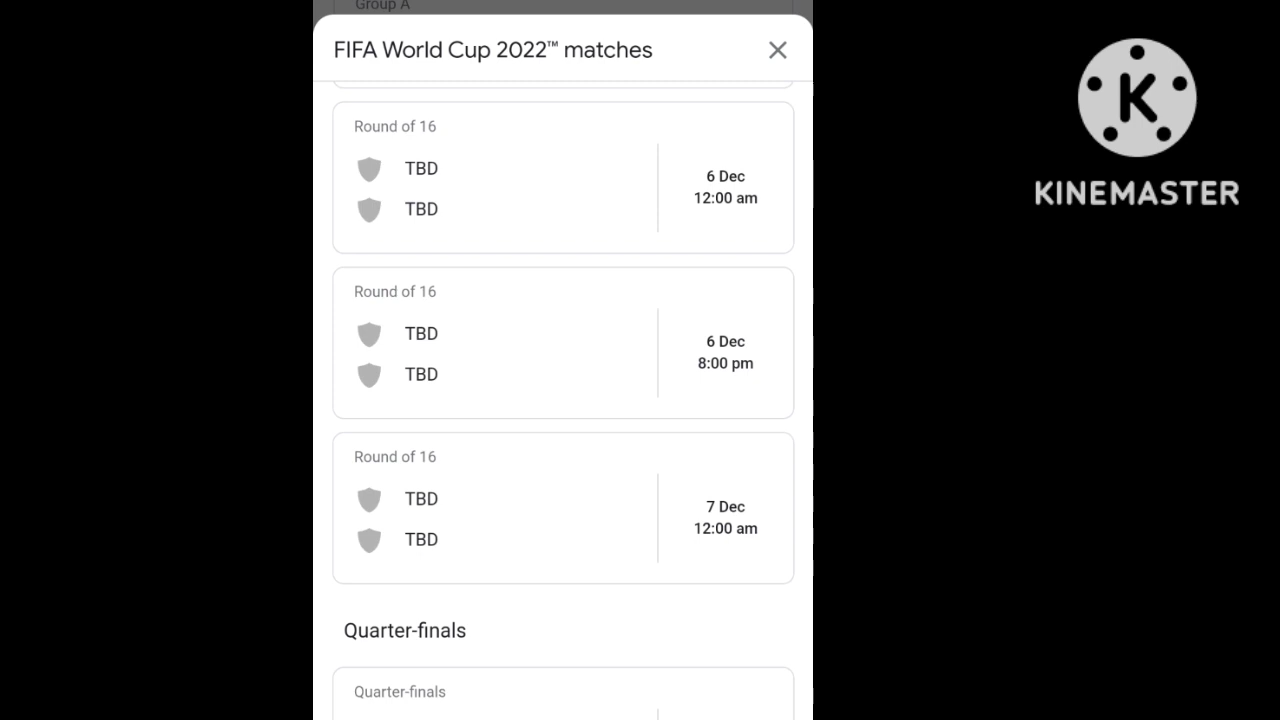 Group A
FIFA World Cup 2022™ matches
Round of 16
TBD
TBD
6 Dec
12:00 am
Round of 16
TBD
TBD
6 Dec
8:00 pm
Round of 16
TBD
TBD
7 Dec
12:00 am
Quarter-finals
Quarter-finals
K
KINEMASTER